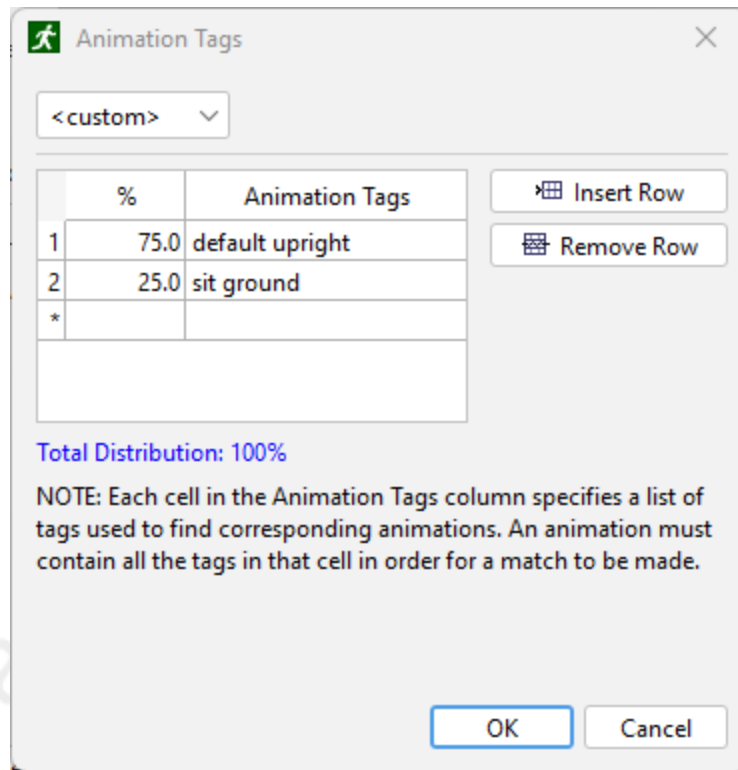 Animation Tags
<custom>
% Animation Tags
Insert Row
1 75.0 default upright
Remove Row
2 25.0 sit ground
*
Total Distribution: 100%
NOTE: Each cell in the Animation Tags column specifies a list of
tags used to find corresponding animations. An animation must
contain all the tags in that cell in order for a match to be made.
OK Cancel